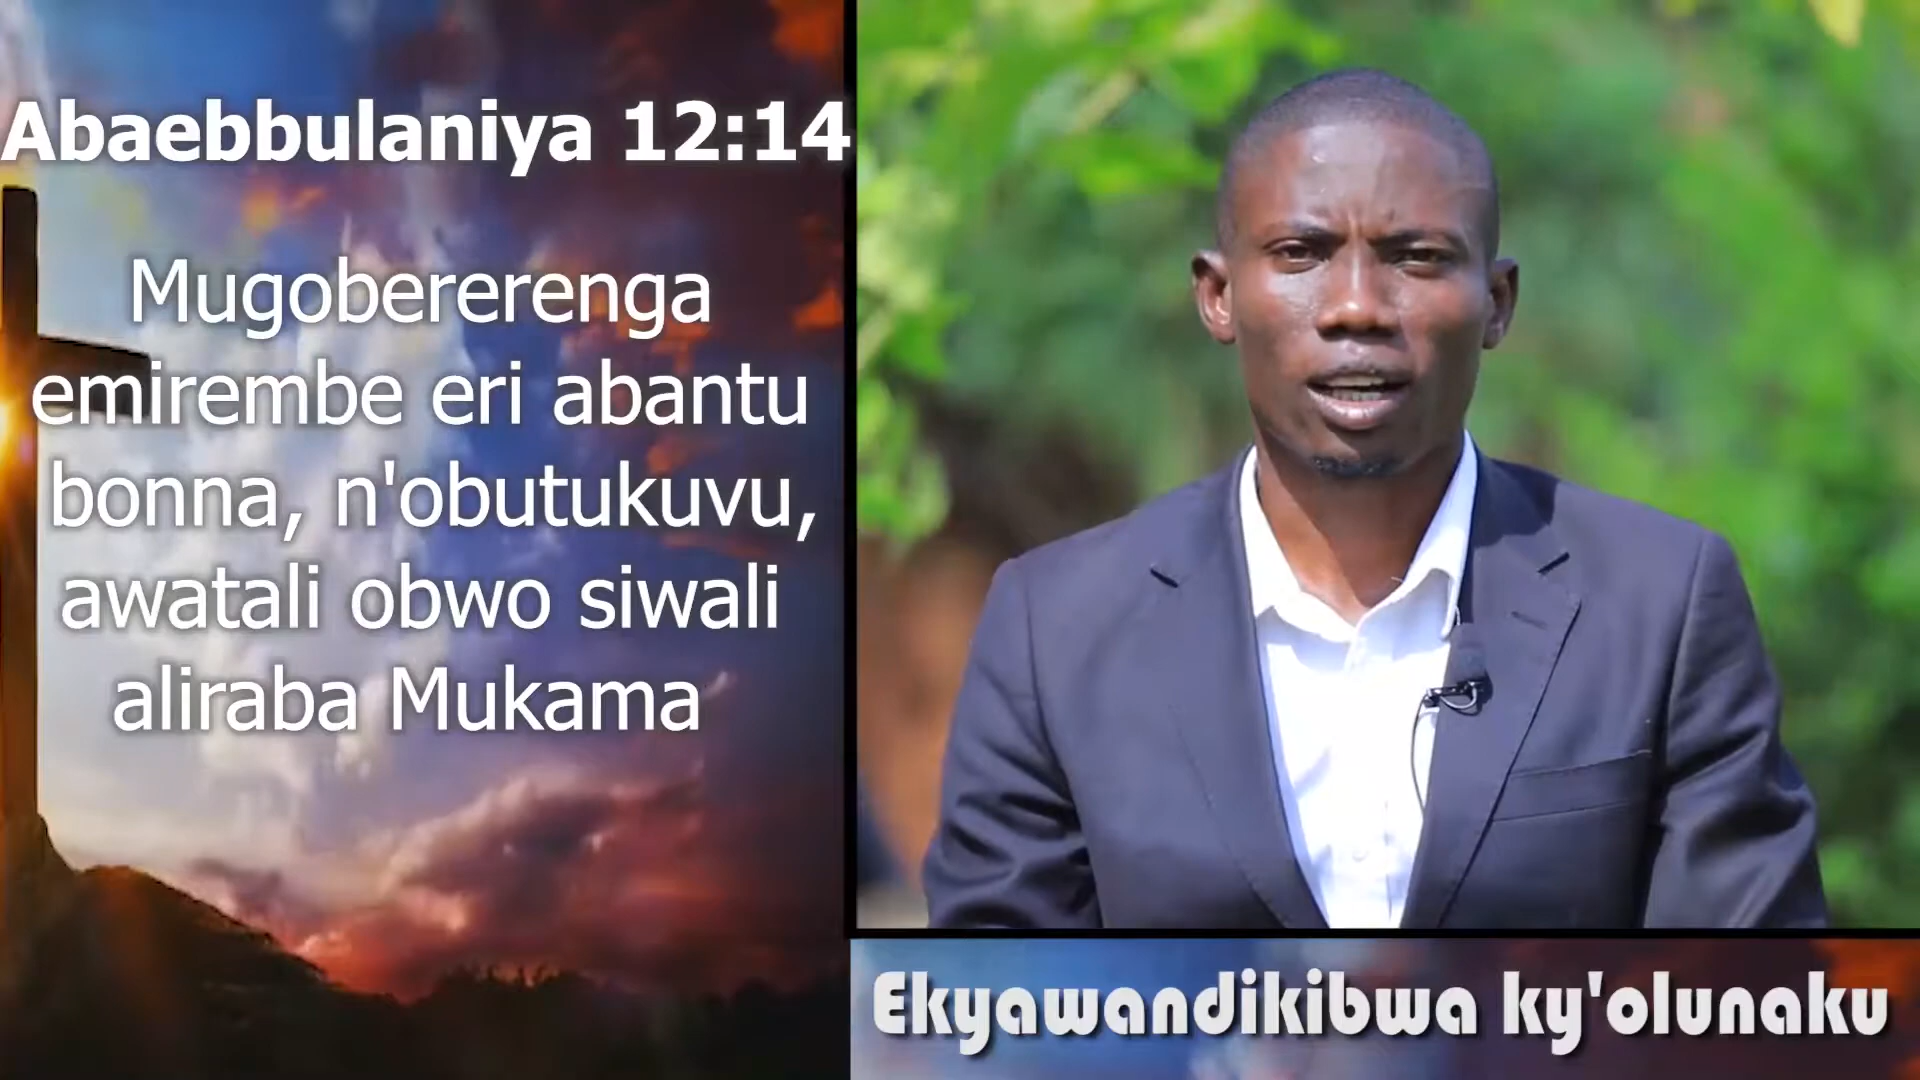 Abaebbulaniya 12:14
Mugobererenga
emirembe eri abantu
bonna, n'obutukuvu,
awatali obwo siwali
aliraba Mukama
Ekyawandikibwa ky'olunaku